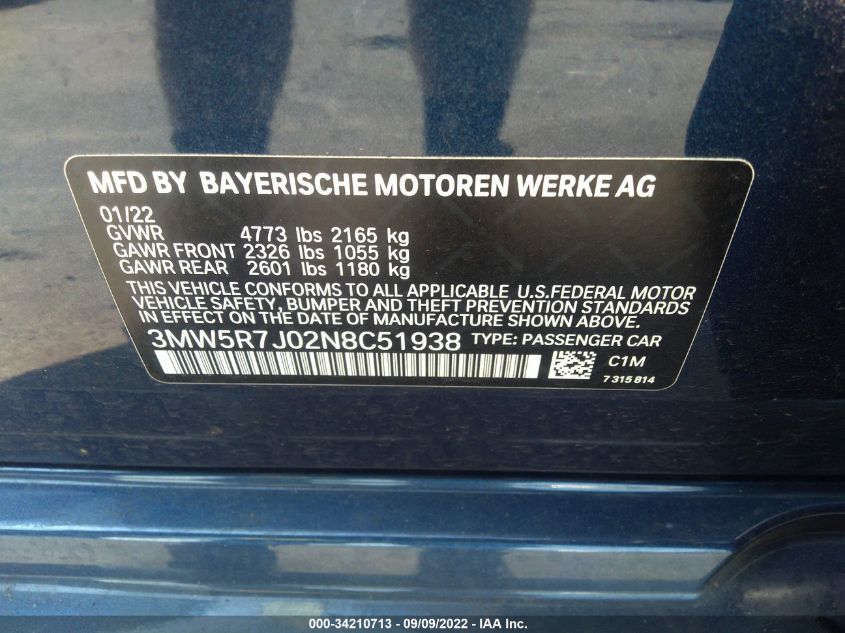 MFD BY BAYERISCHE MOTOREN WERKE AG
01/22
GVWR 4773 lbs 2165 kg
GAWR FRONT 2326 lbs 1055 kg
GAWR REAR 2601 lbs 1180 kg
THIS VEHICLE CONFORMS TO ALL APPLICABLE U.S.FEDERAL MOTOR
VEHICLE SAFETY, BUMPER AND THEFT PREVENTION STANDARDS
IN EFFECT ON THE DATE OF MANUFACTURE SHOWN ABOVE.
3MW5R7J02N8C51938 TYPE: PASSENGER CAR
C1M
7 315 814
000-34210713 - 09/09/2022 - IAA Inc.